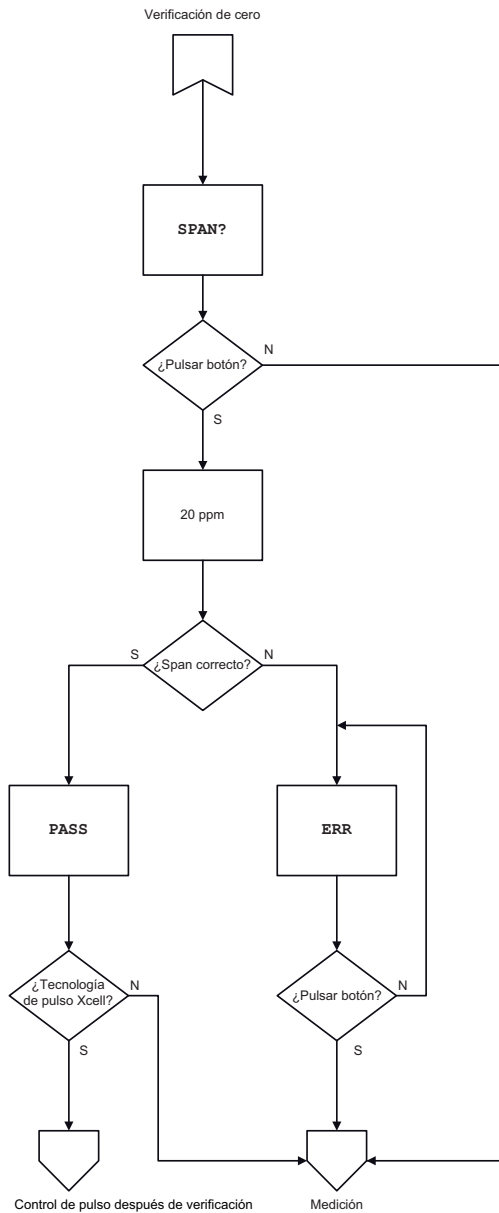 Verificación de cero
SPAN?
¿Pulsar botón?
N
S
20 ppm
¿Span correcto?
S
N
PASS
ERR
¿Tecnología
de pulso Xcell?
N
S
¿Pulsar botón?
N
S
Control de pulso después de verificación
Medición